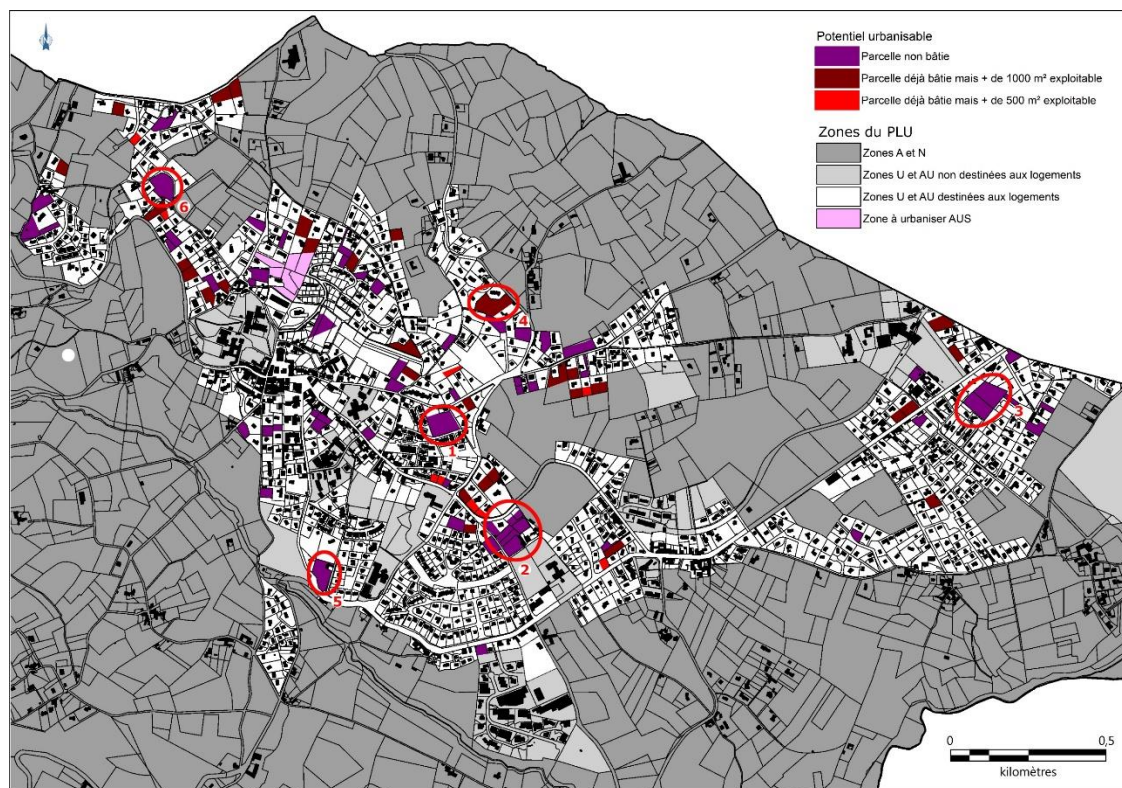 Potentiel urbanisable
Parcelle non bâtie
Parcelle déjà bâtie mais + de 1000 m² exploitable
Parcelle déjà bâtie mais + de 500 m² exploitable
Zones du PLU
Zones A et N
Zones U et AU non destinées aux logements
Zones U et AU destinées aux logements
Zone à urbaniser AUS
6
4
3
1
2
5
0 0,5
kilomètres